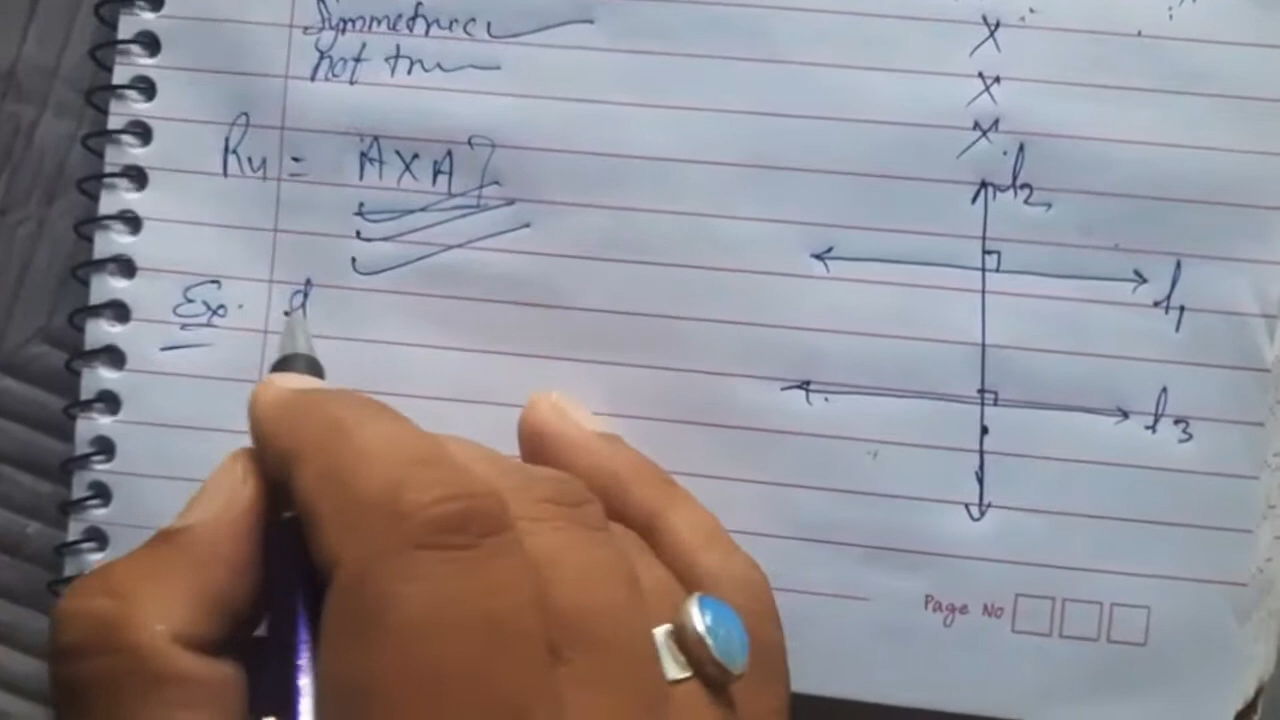 Symmetric
not tr
X
X
X
R4 = A×A}
l2
l1
Ex. d
l3
Page No